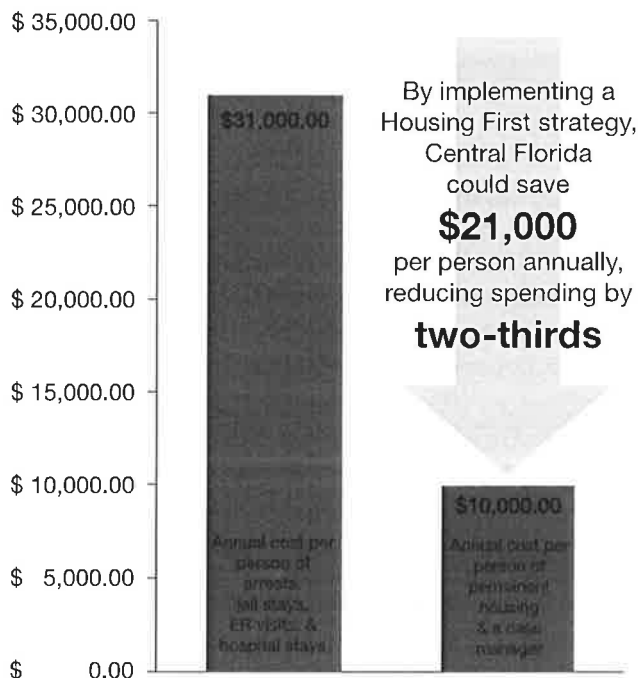 $ 35,000.00
$ 30,000.00
$ 25,000.00
$ 20,000.00
$ 15,000.00
$ 10,000.00
$ 5,000.00
$ 0.00
$31,000.00
Annual cost per
person of
arrests,
jail stays,
ER visits, &
hospital stays
By implementing a
Housing First strategy,
Central Florida
could save
$21,000
per person annually,
reducing spending by
two-thirds
$10,000.00
Annual cost per
person of
permanent
housing
& a case
manager